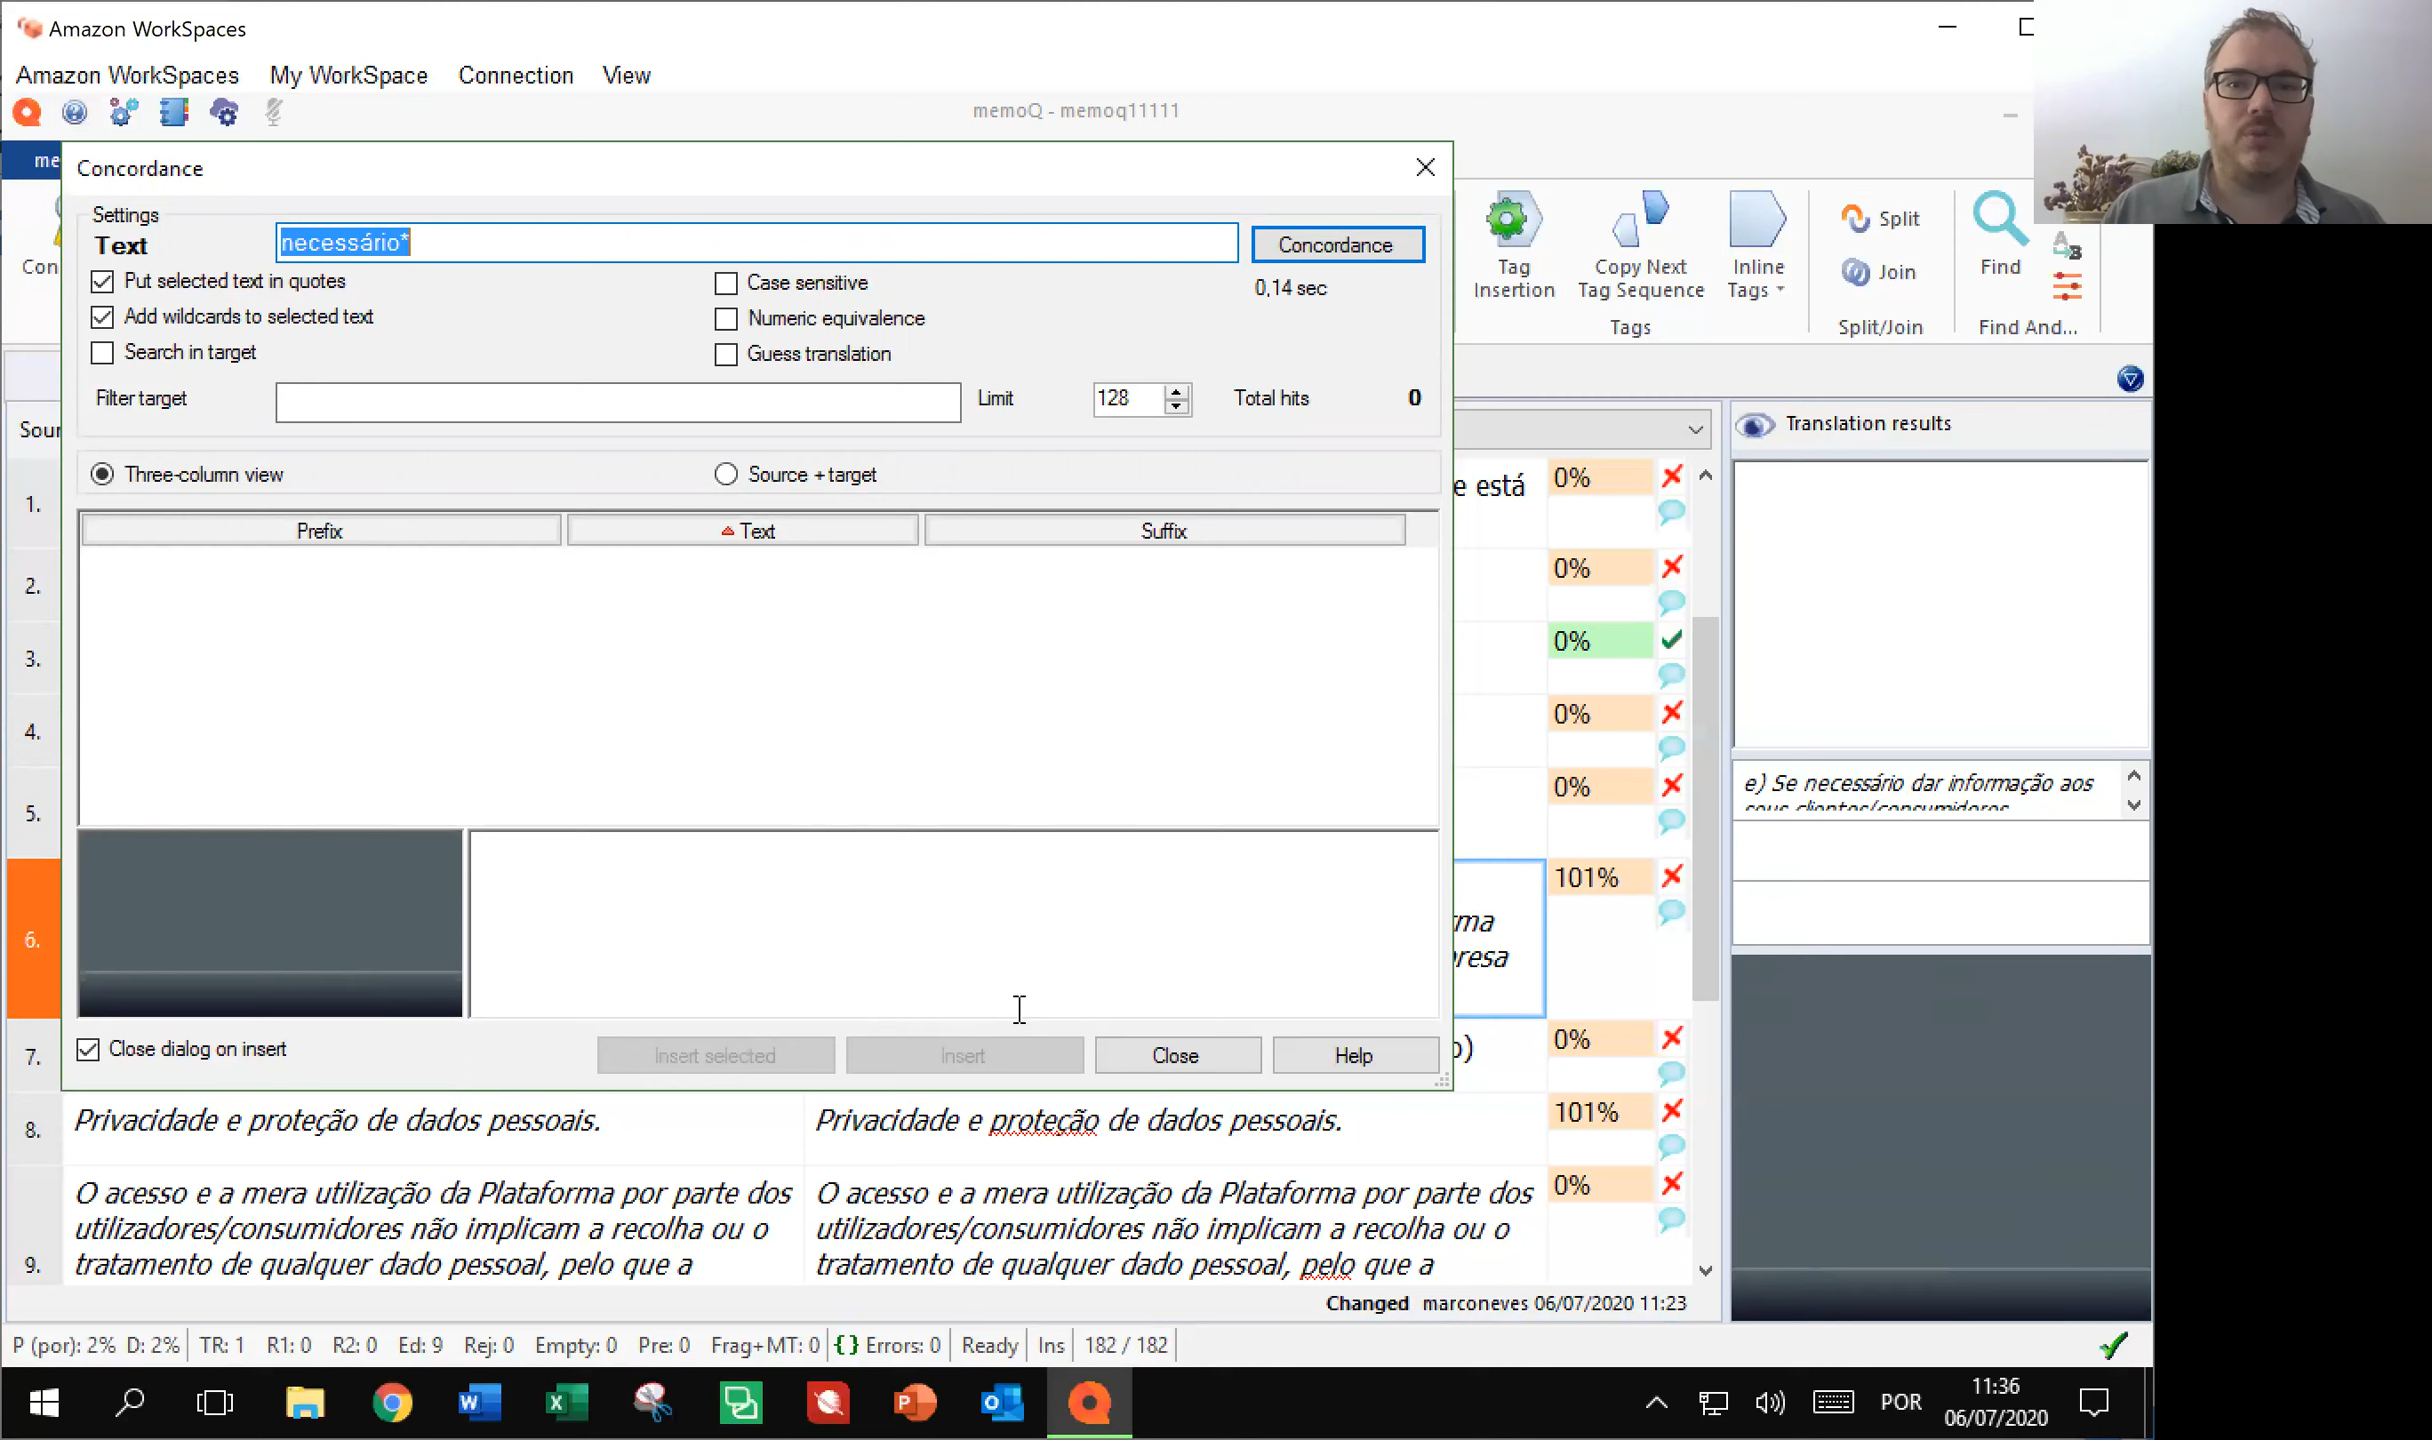 Amazon WorkSpaces
Amazon WorkSpaces My WorkSpace Connection View
memoQ - memoq11111
me
Concordance
Settings
Text necessário* Concordance
Put selected text in quotes Case sensitive 0,14 sec
Add wildcards to selected text Numeric equivalence
Search in target Guess translation
Filter target Limit 128 Total hits 0
Three-column view Source + target
Prefix Text Suffix
Close dialog on insert Insert selected Insert Close Help
Con
Tag Insertion
Copy Next Tag Sequence
Inline Tags
Tags
Split
Join
Split/Join
Find
Find And...
Sour
Translation results
1. e está 0%
2. 0%
3. 0%
4. 0%
5. 0%
6. 101%
rma
resa
7. o) 0%
8. Privacidade e proteção de dados pessoais. Privacidade e proteção de dados pessoais. 101%
9. O acesso e a mera utilização da Plataforma por parte dos utilizadores/consumidores não implicam a recolha ou o tratamento de qualquer dado pessoal, pelo que a
O acesso e a mera utilização da Plataforma por parte dos utilizadores/consumidores não implicam a recolha ou o tratamento de qualquer dado pessoal, pelo que a 0%
e) Se necessário dar informação aos
seus clientes/consumidores
Changed marconeves 06/07/2020 11:23
P (por): 2% D: 2% TR: 1 R1: 0 R2: 0 Ed: 9 Rej: 0 Empty: 0 Pre: 0 Frag+MT: 0 {} Errors: 0 Ready Ins 182 / 182
POR 11:36
06/07/2020